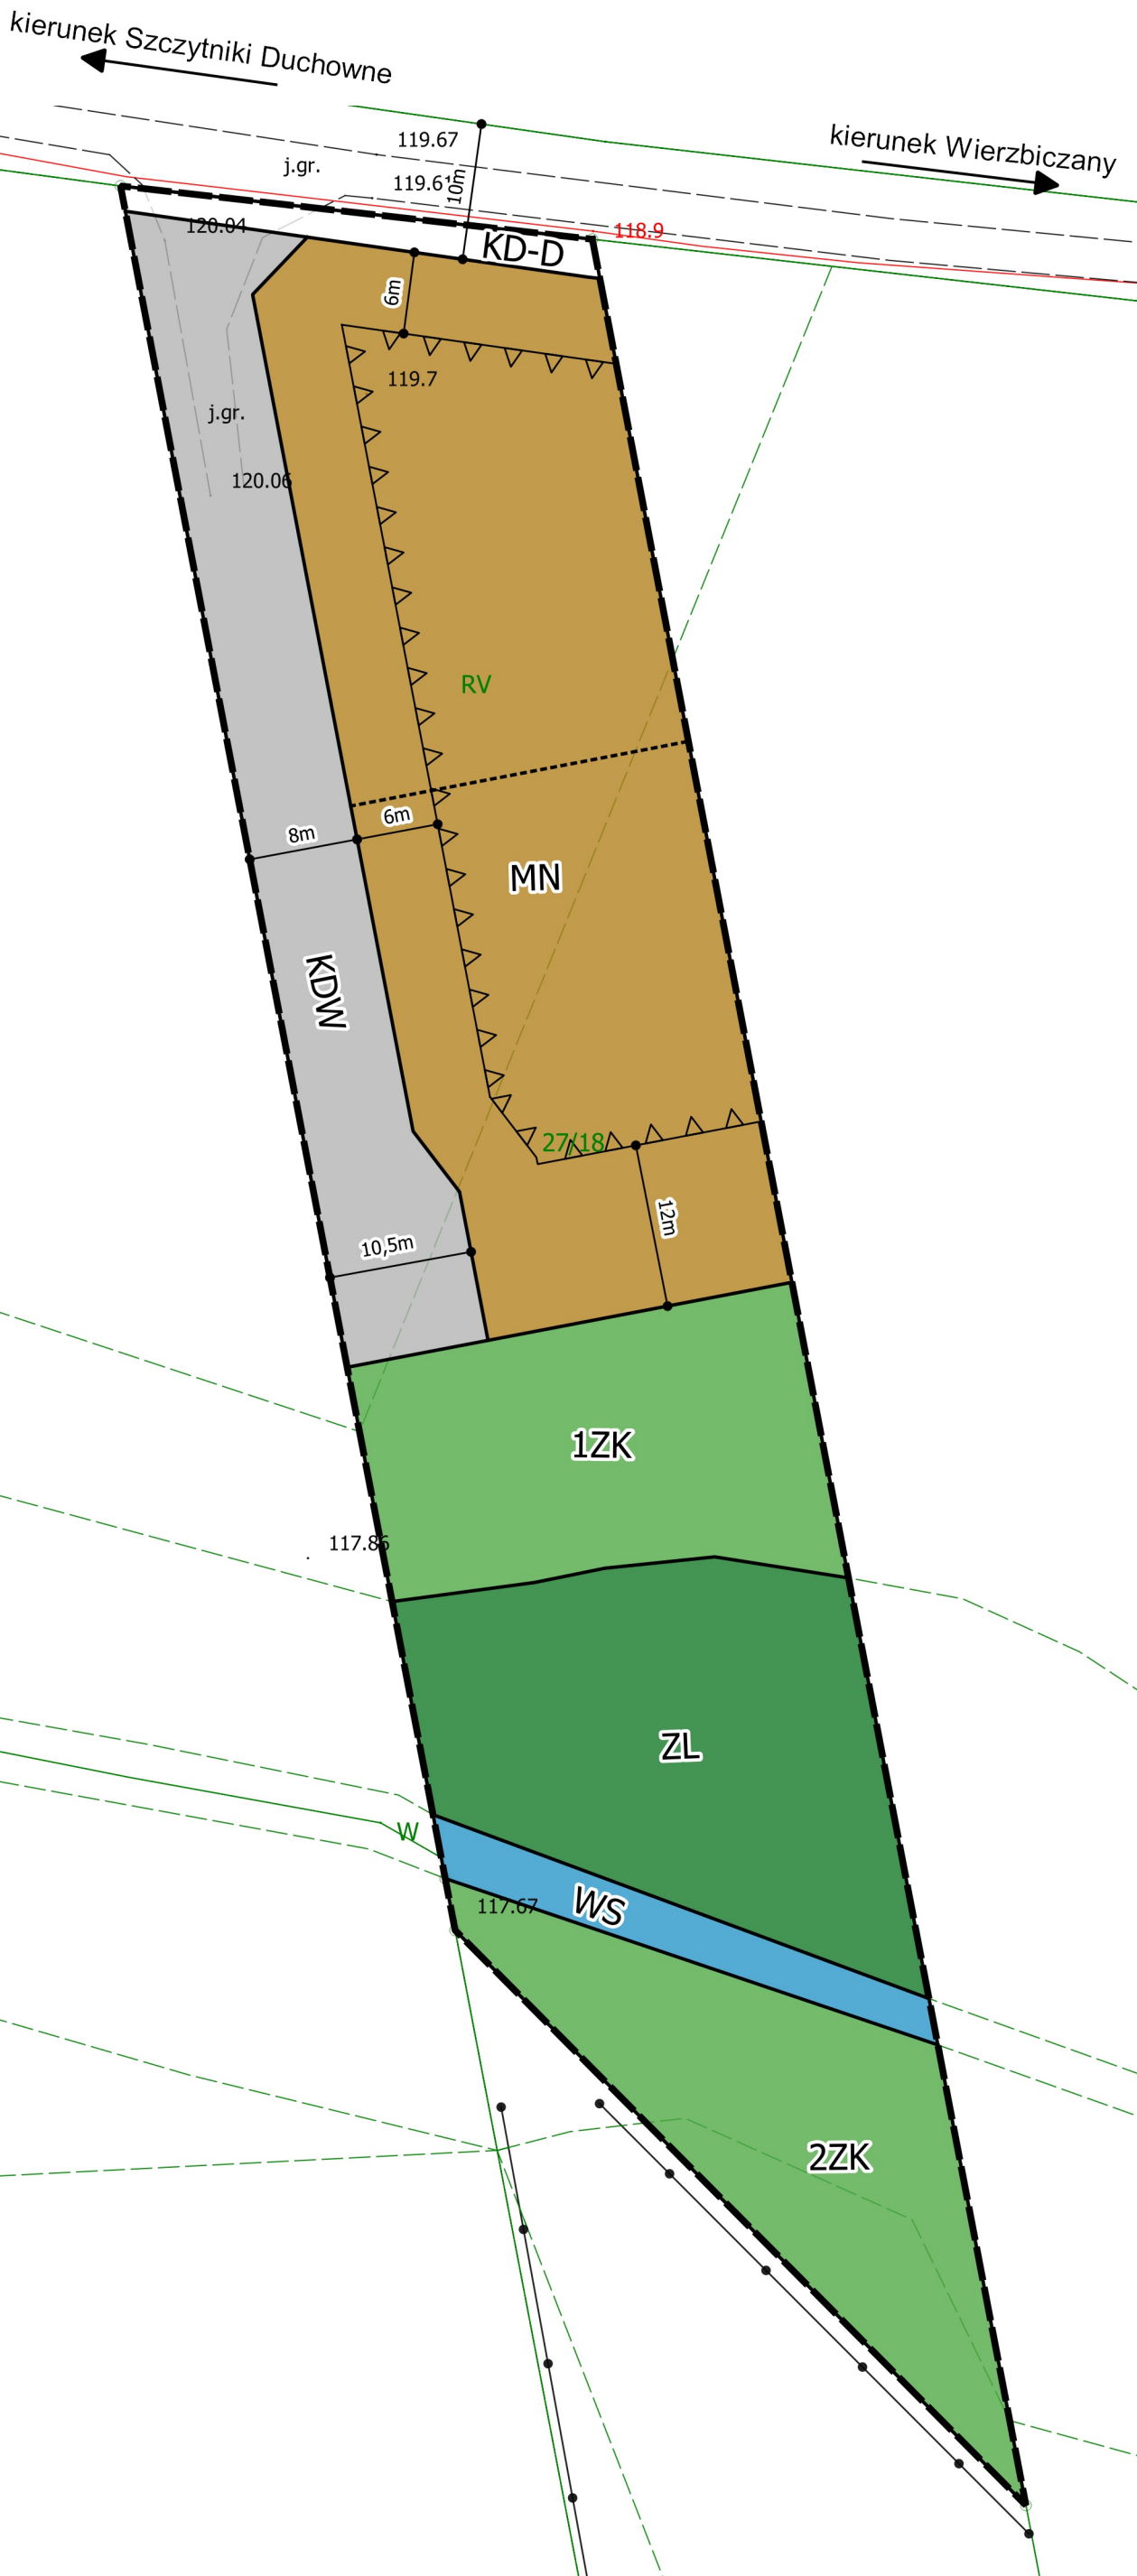 kierunek Szczytniki Duchowne
kierunek Wierzbiczany
119.67
j.gr.
119.61
10m
120.04
118.9
KD-D
6m
119.7
j.gr.
120.06
RV
6m
8m
MN
KDW
27/18
12m
10,5m
1ZK
117.86
ZL
W
WS
117.67
2ZK